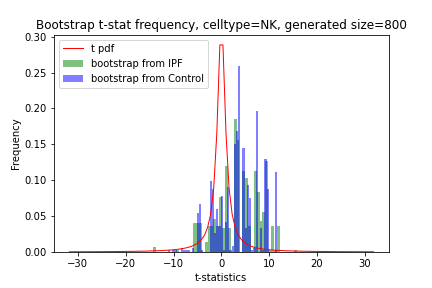 Bootstrap t-stat frequency, celltype=NK, generated size=800
t pdf
bootstrap from IPF
bootstrap from Control
Frequency
0.30
0.25
0.20
0.15
0.10
0.05
0.00
−30 −20 −10 0 10 20 30
t-statistics